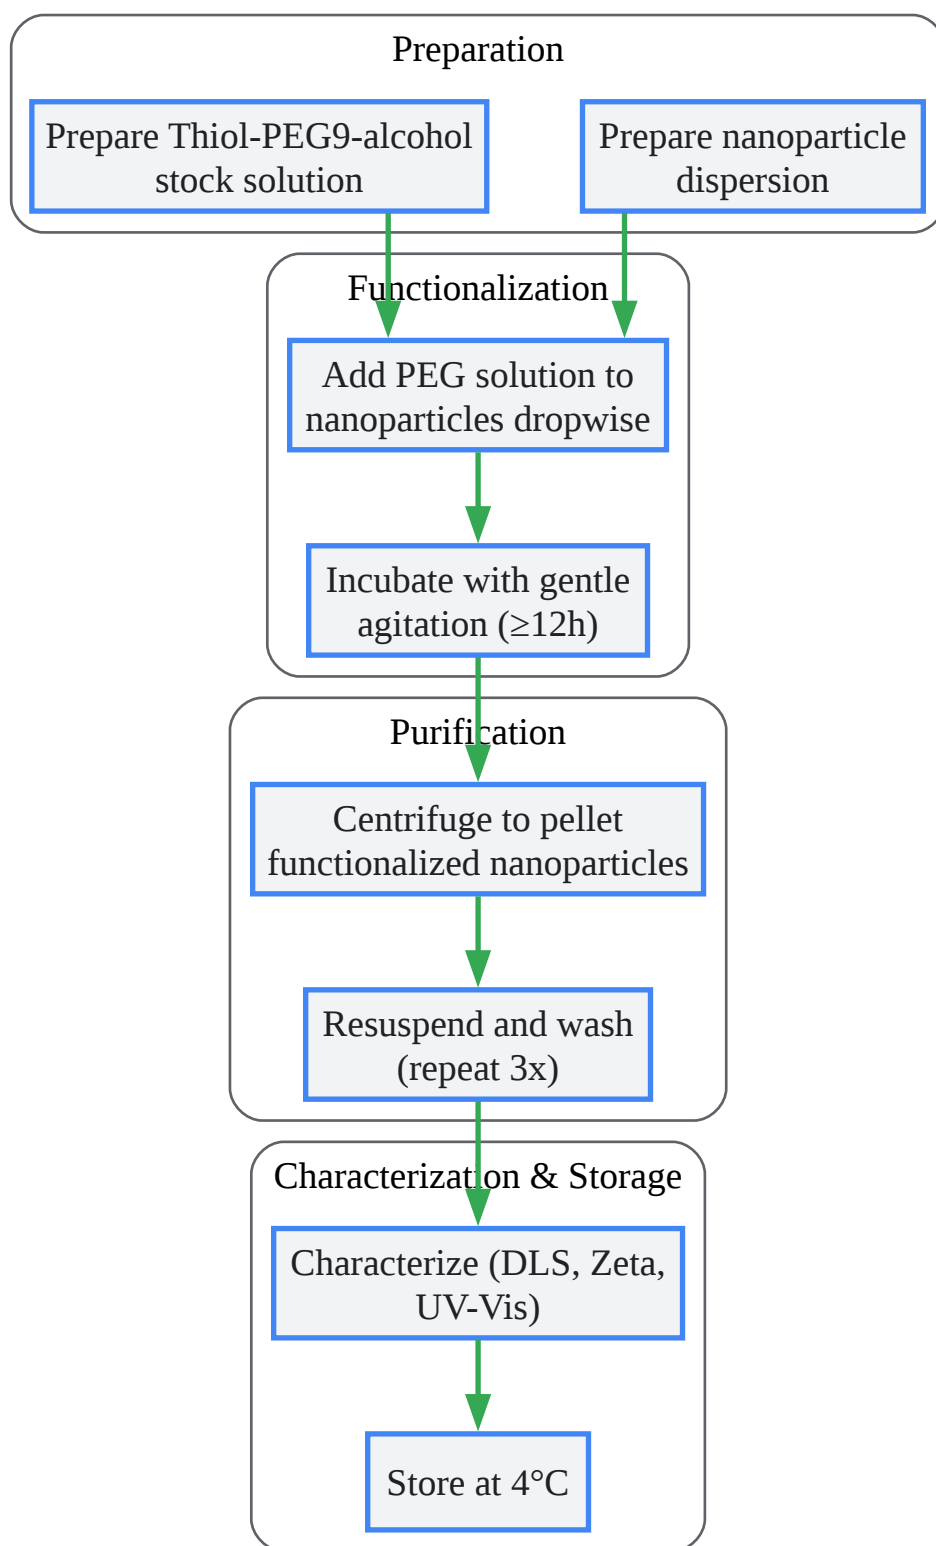 Preparation
Prepare Thiol-PEG9-alcohol
stock solution
Prepare nanoparticle
dispersion
Functionalization
Add PEG solution to
nanoparticles dropwise
Incubate with gentle
agitation (≥12h)
Purification
Centrifuge to pellet
functionalized nanoparticles
Resuspend and wash
(repeat 3x)
Characterization & Storage
Characterize (DLS, Zeta,
UV-Vis)
Store at 4°C